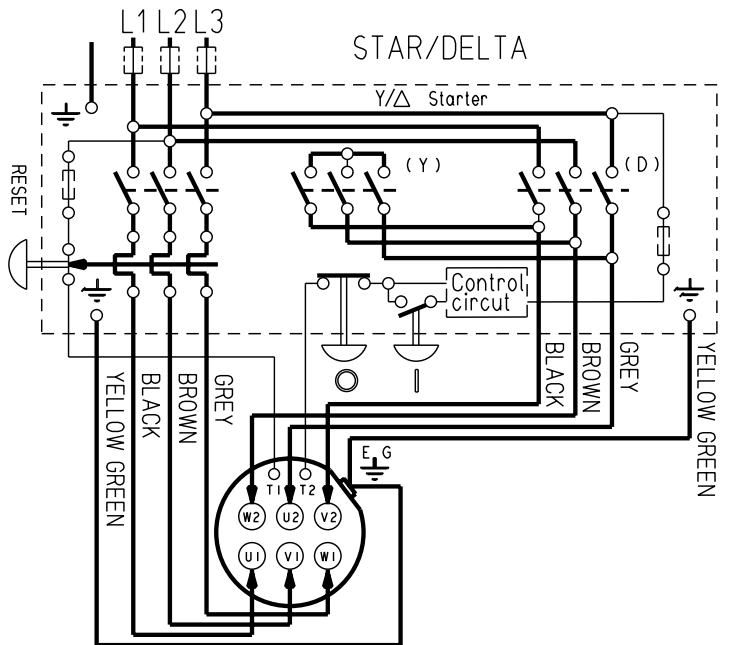 L1 L2 L3
STAR/DELTA
Y/△ Starter
(Y)
(D)
RESET
Control
circut
YELLOW GREEN
BLACK
BROWN
GREY
BLACK
BROWN
GREY
YELLOW GREEN
E G
T1 T2
W2 U2 V2
U1 V1 W1